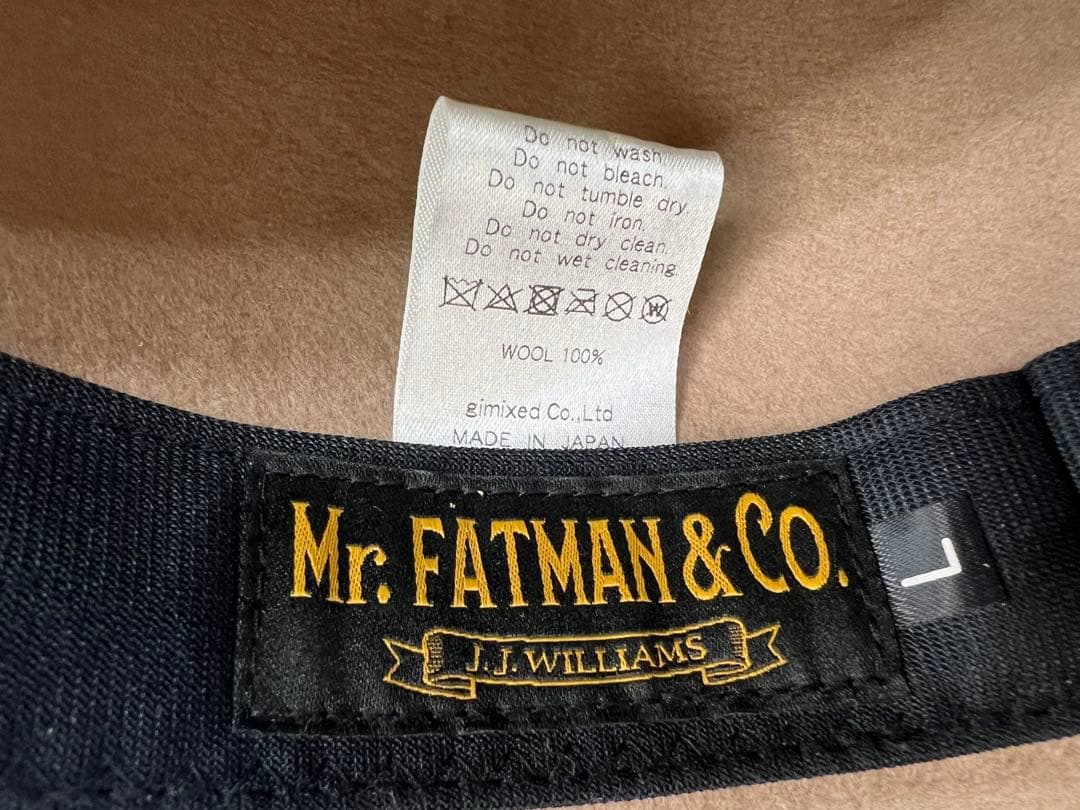 Do not wash
Do not bleach.
Do not tumble dry.
Do not iron.
Do not dry clean.
Do not wet cleaning.
W
WOOL 100%
gimixed Co.,Ltd
MADE IN JAPAN
Mr. FATMAN & CO.
J.J. WILLIAMS
L